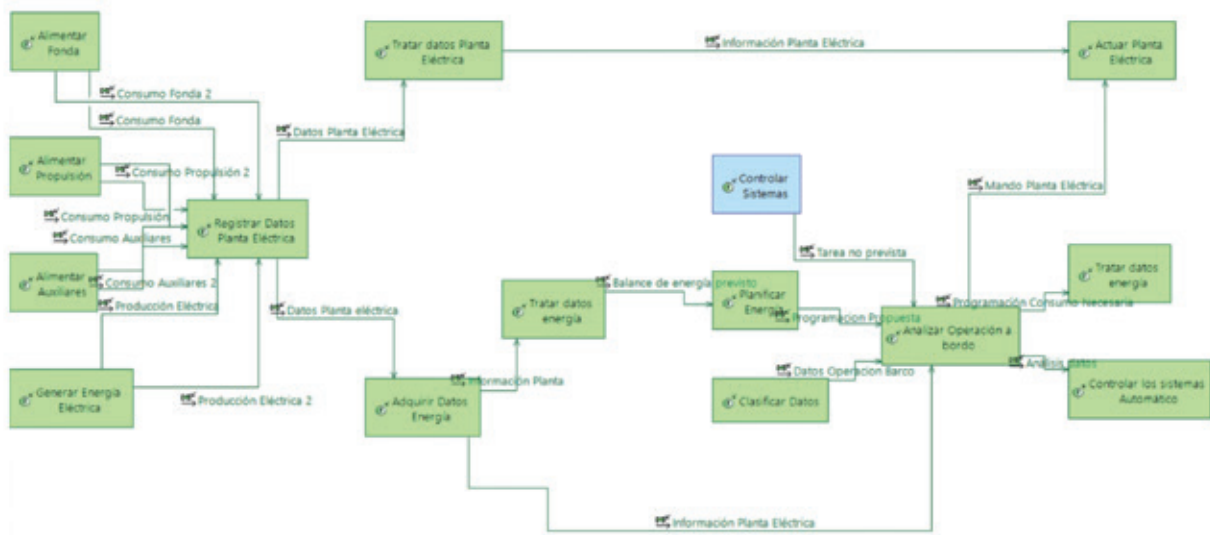 Alimentar
Fonda
Tratar datos Planta
Eléctrica
Información Planta Eléctrica
Actuar Planta
Eléctrica
Consumo Fonda 2
Consumo Fonda
Datos Planta Eléctrica
Alimentar
Propulsión
Consumo Propulsión 2
Controlar
Sistemas
Mando Planta Eléctrica
Consumo Propulsión
Registrar Datos
Planta Eléctrica
Consumo Auxiliares
Tarea no prevista
Alimentar
Auxiliares
Consumo Auxiliares 2
Tratar datos
energía
Balance de energía previsto
Planificar
Energía
Tratar datos
energía
Producción Eléctrica
Datos Planta eléctrica
Programación Consumo Necesaria
Programacion Propuesta
Analizar Operación a
bordo
Análisis datos
Datos Operacion Barco
Información Planta
Generar Energía
Eléctrica
Producción Eléctrica 2
Adquirir Datos
Energía
Clasificar Datos
Controlar los sistemas
Automático
Información Planta Eléctrica